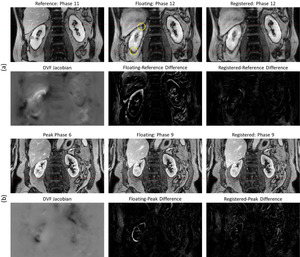 Reference: Phase 11 Floating: Phase 12 Registered: Phase 12
[a]
DVF Jacobian Floating-Reference Difference Registered-Reference Difference
Peak Phase 6 Floating: Phase 9 Registered: Phase 9
[b]
DVF Jacobian Floating-Peak Difference Registered-Peak Difference